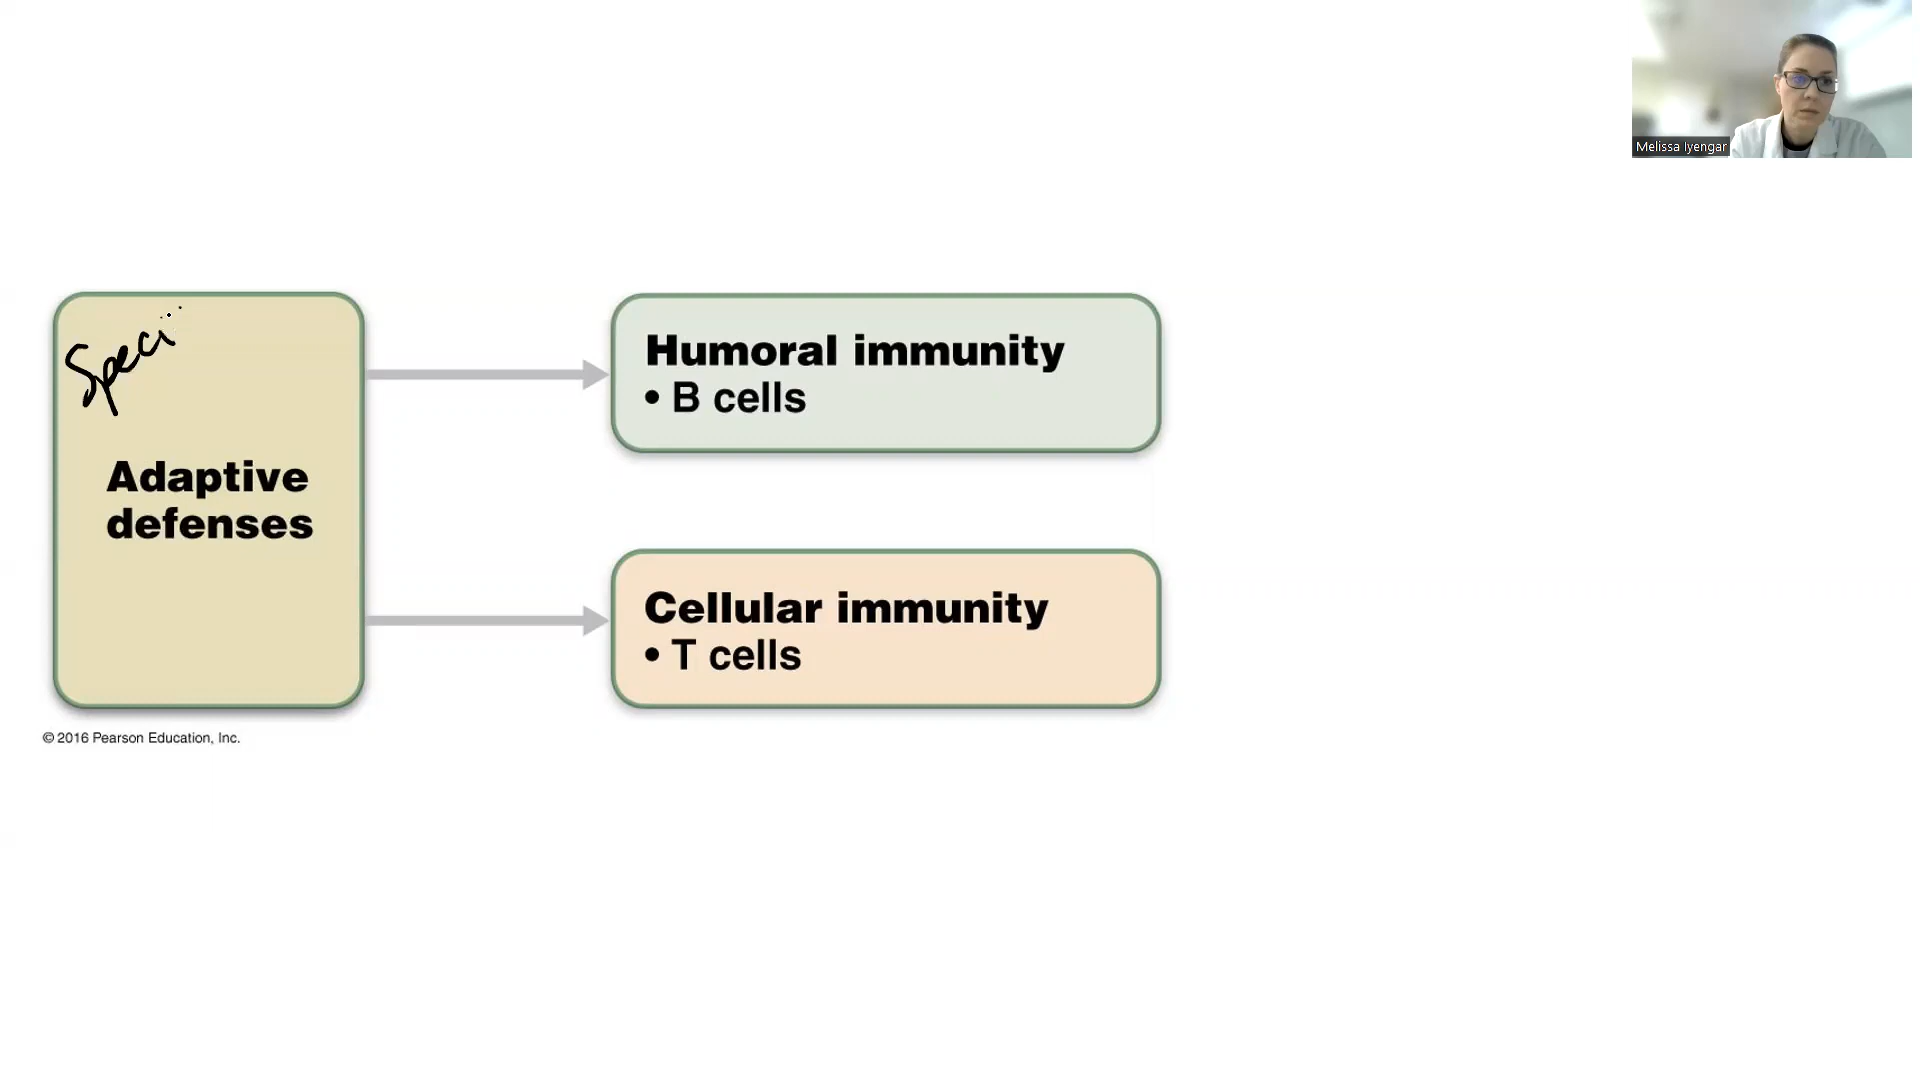 Melissa Iyengar
Speci
Adaptive
defenses
Humoral immunity
• B cells
Cellular immunity
• T cells
© 2016 Pearson Education, Inc.